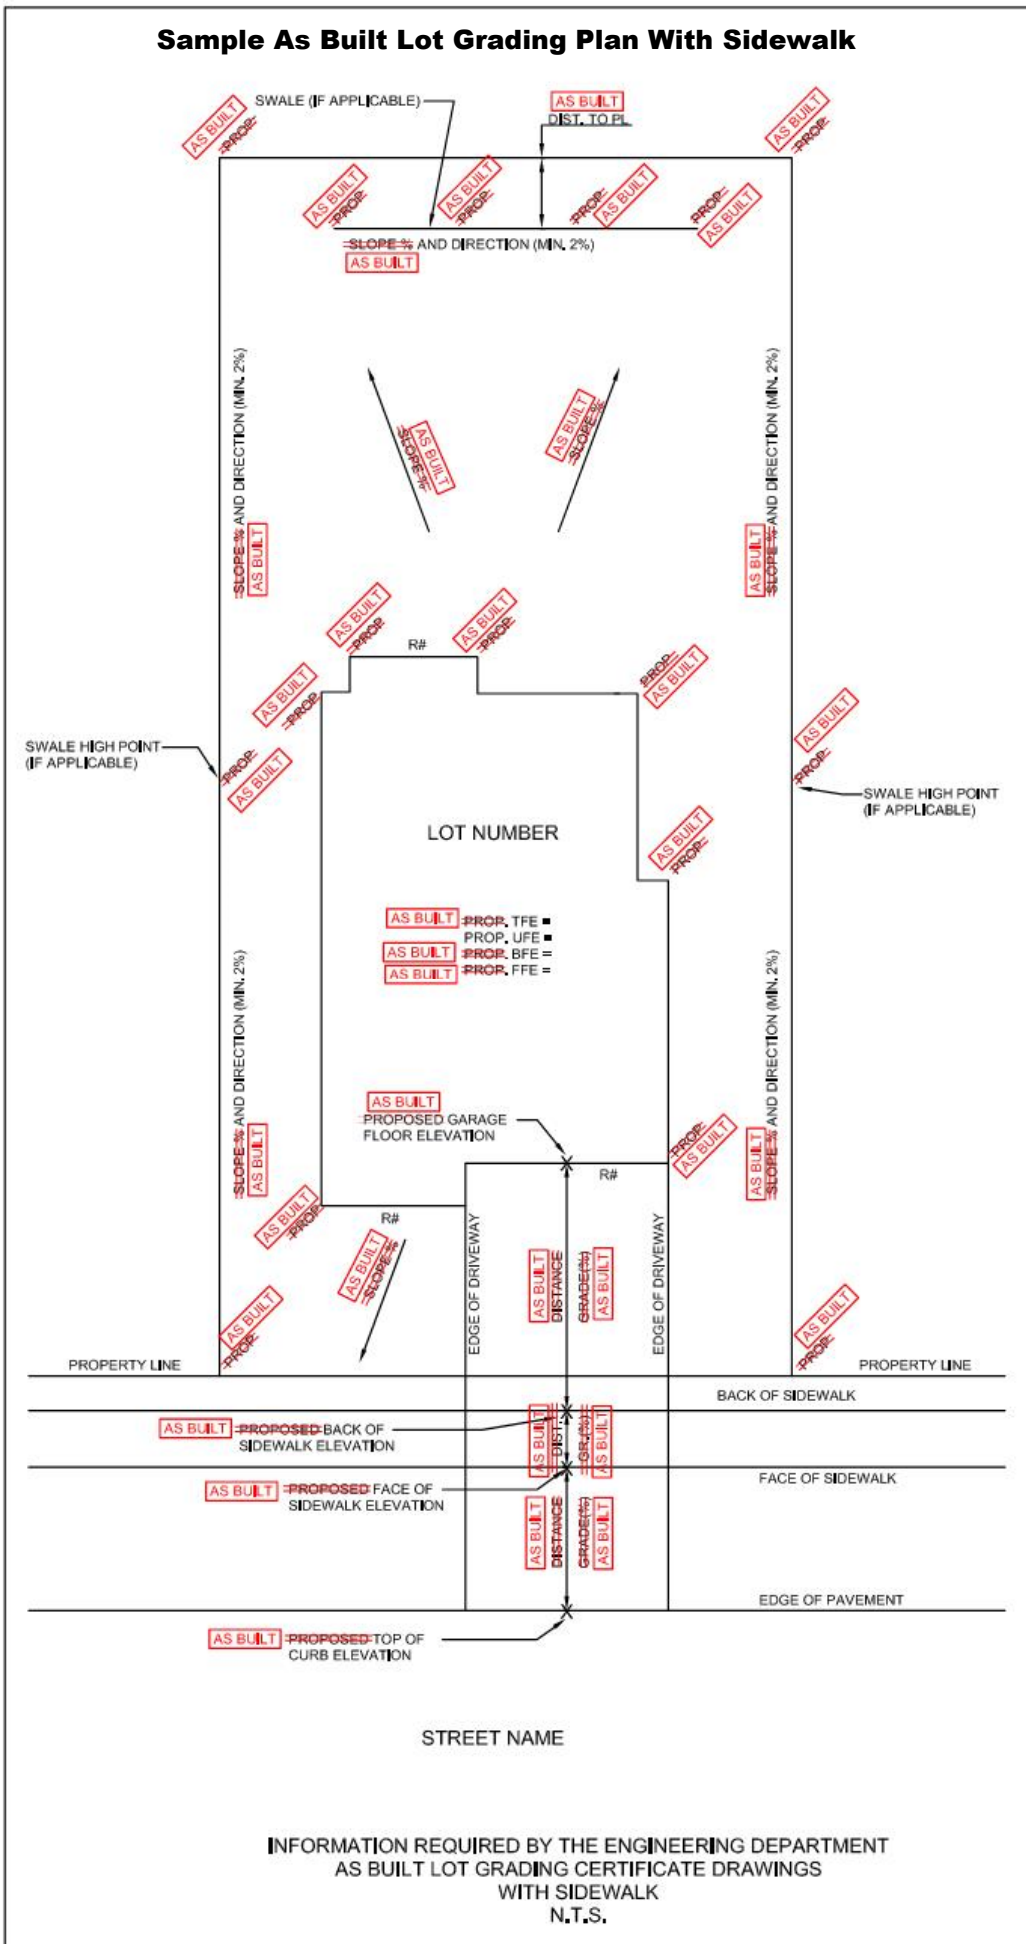 Sample As Built Lot Grading Plan With Sidewalk
SWALE (IF APPLICABLE)
AS BUILT
DIST. TO PL
AS BUILT
PROP
AS BUILT
PROP
AS BUILT
PROP
AS BUILT
PROP
PROP
AS BUILT
PROP
AS BUILT
SLOPE % AND DIRECTION (MIN. 2%)
AS BUILT
SLOPE % AND DIRECTION (MIN. 2%)
AS BUILT
AS BUILT
SLOPE %
AS BUILT
SLOPE %
SLOPE % AND DIRECTION (MIN. 2%)
AS BUILT
AS BUILT
PROP
R#
AS BUILT
PROP
AS BUILT
PROP
PROP
AS BUILT
SWALE HIGH POINT
(IF APPLICABLE)
PROP
AS BUILT
AS BUILT
PROP
SWALE HIGH POINT
(IF APPLICABLE)
LOT NUMBER
AS BUILT
PROP
AS BUILT PROP. TFE =
PROP. UFE =
AS BUILT PROP. BFE =
AS BUILT PROP. FFE =
SLOPE % AND DIRECTION (MIN. 2%)
AS BUILT
SLOPE % AND DIRECTION (MIN. 2%)
AS BUILT
AS BUILT
PROPOSED GARAGE
FLOOR ELEVATION
PROP
AS BUILT
R#
AS BUILT
PROP
R#
AS BUILT
SLOPE %
EDGE OF DRIVEWAY
AS BUILT
DISTANCE
GRADE(%)
AS BUILT
EDGE OF DRIVEWAY
AS BUILT
PROP
AS BUILT
PROP
PROPERTY LINE
PROPERTY LINE
BACK OF SIDEWALK
AS BUILT PROPOSED BACK OF
SIDEWALK ELEVATION
AS BUILT
DIST.
GR.(%)
AS BUILT
FACE OF SIDEWALK
AS BUILT PROPOSED FACE OF
SIDEWALK ELEVATION
AS BUILT
DISTANCE
GRADE(%)
AS BUILT
EDGE OF PAVEMENT
AS BUILT PROPOSED TOP OF
CURB ELEVATION
STREET NAME
INFORMATION REQUIRED BY THE ENGINEERING DEPARTMENT
AS BUILT LOT GRADING CERTIFICATE DRAWINGS
WITH SIDEWALK
N.T.S.